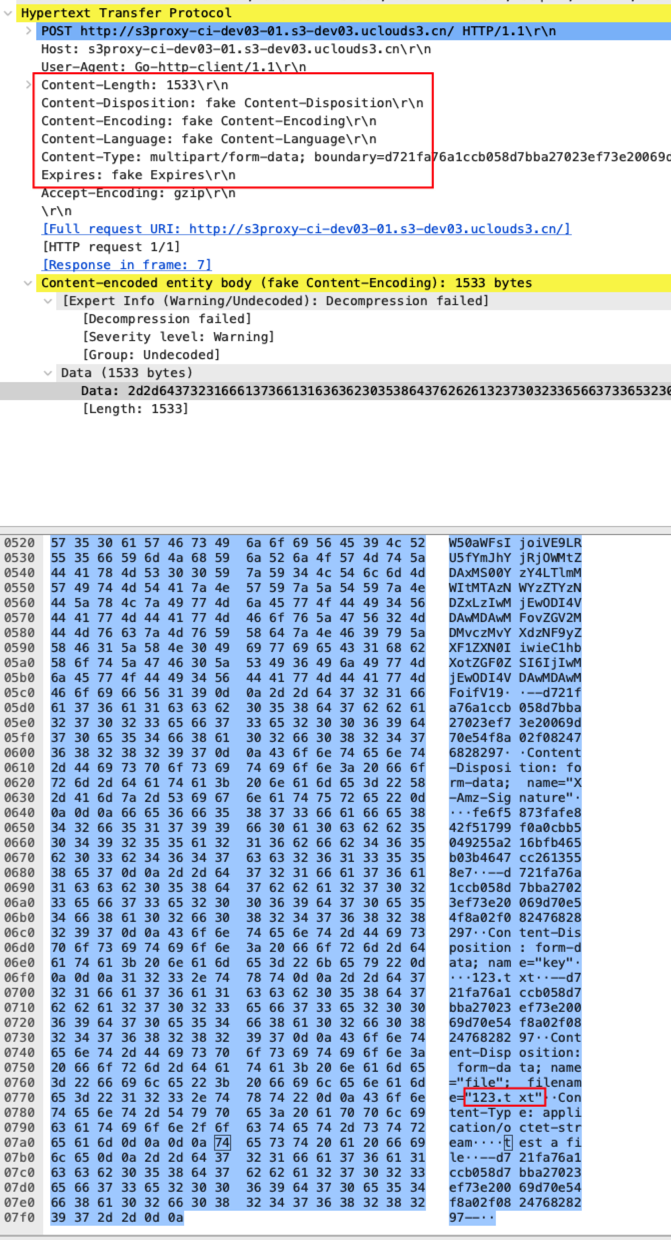 Hypertext Transfer Protocol
POST http://s3proxy-ci-dev03-01.s3-dev03.uclouds3.cn/ HTTP/1.1\r\n
Host: s3proxy-ci-dev03-01.s3-dev03.uclouds3.cn\r\n
User-Agent: Go-http-client/1.1\r\n
Content-Length: 1533\r\n
Content-Disposition: fake Content-Disposition\r\n
Content-Encoding: fake Content-Encoding\r\n
Content-Language: fake Content-Language\r\n
Content-Type: multipart/form-data; boundary=d721fa76a1ccb058d7bba27023ef73e20069d
Expires: fake Expires\r\n
Accept-Encoding: gzip\r\n
\r\n
[Full request URI: http://s3proxy-ci-dev03-01.s3-dev03.uclouds3.cn/]
[HTTP request 1/1]
[Response in frame: 7]
Content-encoded entity body (fake Content-Encoding): 1533 bytes
[Expert Info (Warning/Undecoded): Decompression failed]
[Decompression failed]
[Severity level: Warning]
[Group: Undecoded]
Data (1533 bytes)
Data: 2d2d64373231666137366131636362303538643762626132373032336566373365323​0
[Length: 1533]
0520 57 35 30 61 57 46 73 49 6a 6f 69 56 45 39 4c 52 W50aWFsI joiVE9LR
0530 55 35 66 59 6d 4a 68 59 6a 52 6a 4f 57 4d 74 5a U5fYmJhY jRjOWMtZ
0540 44 41 78 4d 53 30 30 59 7a 59 34 4c 54 6c 6d 4d DAxMS00Y zY4LTlmM
0550 57 49 74 4d 54 41 7a 4e 57 59 7a 5a 54 59 7a 4e WItMTAzN WYzZTYzN
0560 44 5a 78 4c 7a 49 77 4d 6a 45 77 4f 44 49 34 56 DZxLzIwM jEwODI4V
0570 44 41 77 4d 44 41 77 4d 46 6f 76 5a 47 56 32 4d DAwMDAwM FovZGV2M
0580 44 4d 76 63 7a 4d 76 59 58 64 7a 4e 46 39 79 5a DMvczMvY XdzNF9yZ
0590 58 46 31 5a 58 4e 30 49 69 77 69 65 43 31 68 62 XF1ZXN0I iwieC1hb
05a0 58 6f 74 5a 47 46 30 5a 53 49 36 49 6a 49 77 4d XotZGF0Z SI6IjIwM
05b0 6a 45 77 4f 44 49 34 56 44 41 77 4d 44 41 77 4d jEwODI4V DAwMDAwM
05c0 46 6f 69 66 56 31 39 0d 0a 2d 2d 64 37 32 31 66 FoifV19· ·--d721f
05d0 61 37 36 61 31 63 63 62 30 35 38 64 37 62 62 61 a76a1ccb 058d7bba
05e0 32 37 30 32 33 65 66 37 33 65 32 30 30 36 39 64 27023ef7 3e20069d
05f0 37 30 65 35 34 66 38 61 30 32 66 30 38 32 34 37 70e54f8a 02f08247
0600 36 38 32 38 32 39 37 0d 0a 43 6f 6e 74 65 6e 74 6828297· ·Content
0610 2d 44 69 73 70 6f 73 69 74 69 6f 6e 3a 20 66 6f -Disposi tion: fo
0620 72 6d 2d 64 61 74 61 3b 20 6e 61 6d 65 3d 22 58 rm-data; name="X
0630 2d 41 6d 7a 2d 53 69 67 6e 61 74 75 72 65 22 0d -Amz-Sig nature"·
0640 0a 0d 0a 66 65 36 66 35 38 37 33 66 61 66 65 38 ···fe6f5 873fafe8
0650 34 32 66 35 31 37 39 39 66 30 61 30 63 62 62 35 42f51799 f0a0cbb5
0660 30 34 39 32 35 35 61 32 31 36 62 66 62 34 36 35 049255a2 16bfb465
0670 62 30 33 62 34 36 34 37 63 63 32 36 31 33 35 35 b03b4647 cc261355
0680 38 65 37 0d 0a 2d 2d 64 37 32 31 66 61 37 36 61 8e7··--d 721fa76a
0690 31 63 63 62 30 35 38 64 37 62 62 61 32 37 30 32 1ccb058d 7bba2702
06a0 33 65 66 37 33 65 32 30 30 36 39 64 37 30 65 35 3ef73e20 069d70e5
06b0 34 66 38 61 30 32 66 30 38 32 34 37 36 38 32 38 4f8a02f0 82476828
06c0 32 39 37 0d 0a 43 6f 6e 74 65 6e 74 2d 44 69 73 297··Con tent-Dis
06d0 70 6f 73 69 74 69 6f 6e 3a 20 66 6f 72 6d 2d 64 position : form-d
06e0 61 74 61 3b 20 6e 61 6d 65 3d 22 6b 65 79 22 0d ata; nam e="key"·
06f0 0a 0d 0a 31 32 33 2e 74 78 74 0d 0a 2d 2d 64 37 ···123.t xt··--d7
0700 32 31 66 61 37 36 61 31 63 63 62 30 35 38 64 37 21fa76a1 ccb058d7
0710 62 62 61 32 37 30 32 33 65 66 37 33 65 32 30 30 bba27023 ef73e200
0720 36 39 64 37 30 65 35 34 66 38 61 30 32 66 30 38 69d70e54 f8a02f08
0730 32 34 37 36 38 32 38 32 39 37 0d 0a 43 6f 6e 74 24768282 97··Cont
0740 65 6e 74 2d 44 69 73 70 6f 73 69 74 69 6f 6e 3a ent-Disp osition:
0750 20 66 6f 72 6d 2d 64 61 74 61 3b 20 6e 61 6d 65 form-da ta; name
0760 3d 22 66 69 6c 65 22 3b 20 66 69 6c 65 6e 61 6d ="file"; filenam
0770 65 3d 22 31 32 33 2e 74 78 74 22 0d 0a 43 6f 6e e="123.t xt"··Con
0780 74 65 6e 74 2d 54 79 70 65 3a 20 61 70 70 6c 69 tent-Typ e: appli
0790 63 61 74 69 6f 6e 2f 6f 63 74 65 74 2d 73 74 72 cation/o ctet-str
07a0 65 61 6d 0d 0a 0d 0a 74 65 73 74 20 61 20 66 69 eam····t est a fi
07b0 6c 65 0d 0a 2d 2d 64 37 32 31 66 61 37 36 61 31 le··--d7 21fa76a1
07c0 63 63 62 30 35 38 64 37 62 62 61 32 37 30 32 33 ccb058d7 bba27023
07d0 65 66 37 33 65 32 30 30 36 39 64 37 30 65 35 34 ef73e200 69d70e54
07e0 66 38 61 30 32 66 30 38 32 34 37 36 38 32 38 32 f8a02f08 24768282
07f0 39 37 2d 2d 0d 0a 97--··